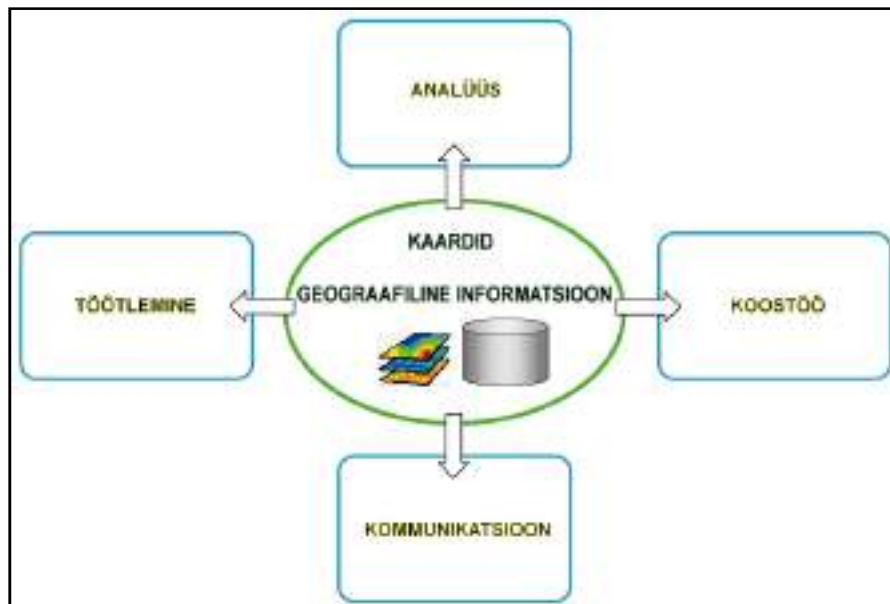 ANALÜÜS
KAARDID
GEOGRAAFILINE INFORMATSIOON
TÖÖTLEMINE
KOOSTÖÖ
KOMMUNIKATSIOON